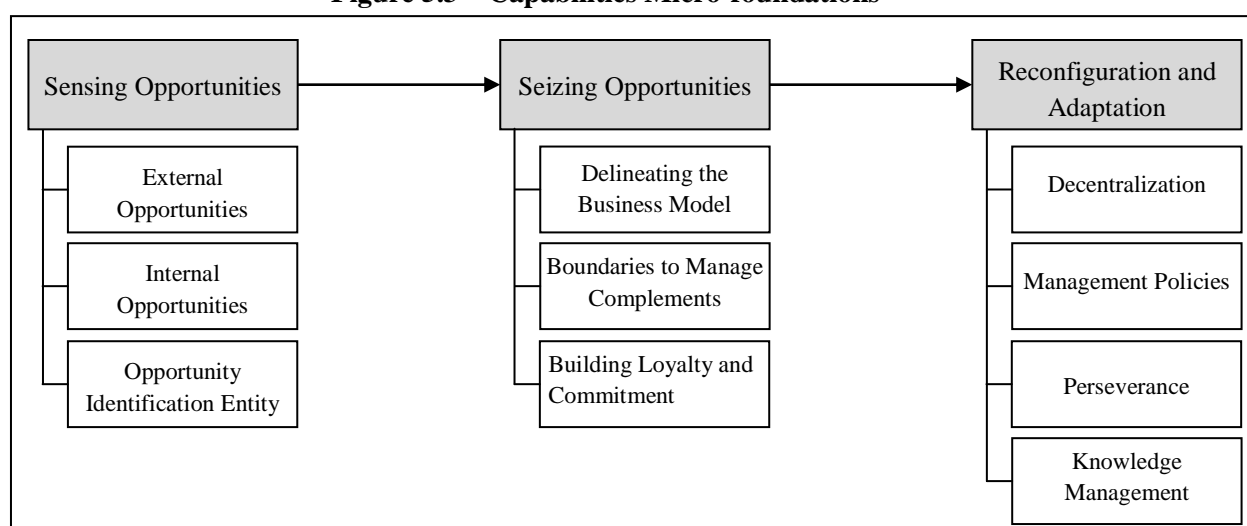 Figure Capabilities Micro-foundations
Sensing Opportunities
External
Opportunities
Internal
Opportunities
Opportunity
Identification Entity
Seizing Opportunities
Delineating the
Business Model
Boundaries to Manage
Complements
Building Loyalty and
Commitment
Reconfiguration and
Adaptation
Decentralization
Management Policies
Perseverance
Knowledge
Management